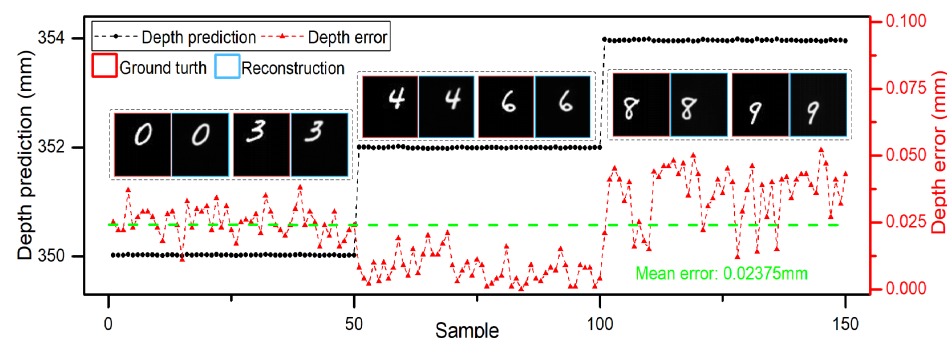 Depth prediction Depth error
Ground turth Reconstruction
0 0 3 3
4 4 6 6
8 8 9 9
Mean error: 0.02375mm
Depth prediction (mm)
354
352
350
0 50 100 150
Sample
0.100
0.075
0.050
0.025
0.000
Depth error (mm)